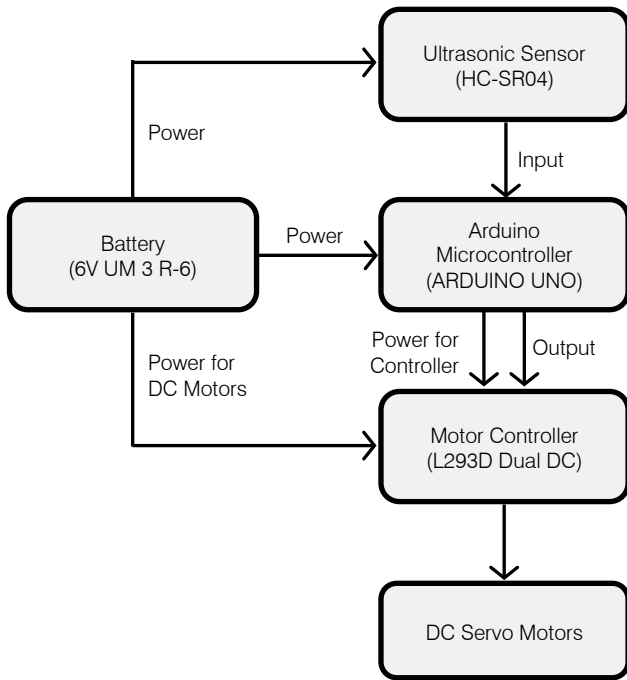 Ultrasonic Sensor
(HC-SR04)
Power
Input
Battery
(6V UM 3 R-6)
Power
Arduino
Microcontroller
(ARDUINO UNO)
Power for
Controller
Output
Power for
DC Motors
Motor Controller
(L293D Dual DC)
DC Servo Motors